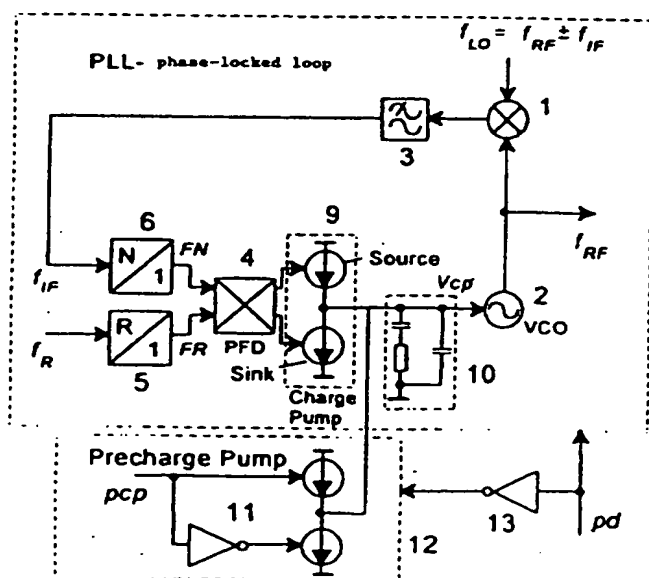 f_LO = f_RF ± f_IF
PLL- phase-locked loop
1
3
6
9
N
1
FN
4
Source
f_RF
f_IF
Vcp
2
VCO
R
1
FR
PFD
f_R
5
Sink
10
Charge
Pump
Precharge Pump
pcp
11
12
13
pd